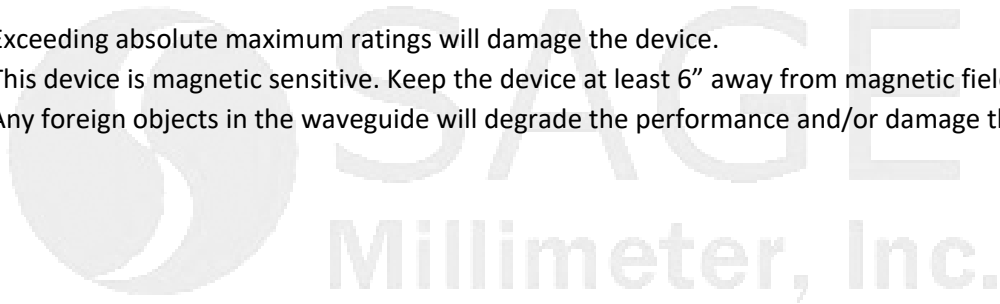 Exceeding absolute maximum ratings will damage the device.
This device is magnetic sensitive. Keep the device at least 6” away from magnetic
Any foreign objects in the waveguide will degrade the performance and/or damage
SAGE
Millimeter, Inc.